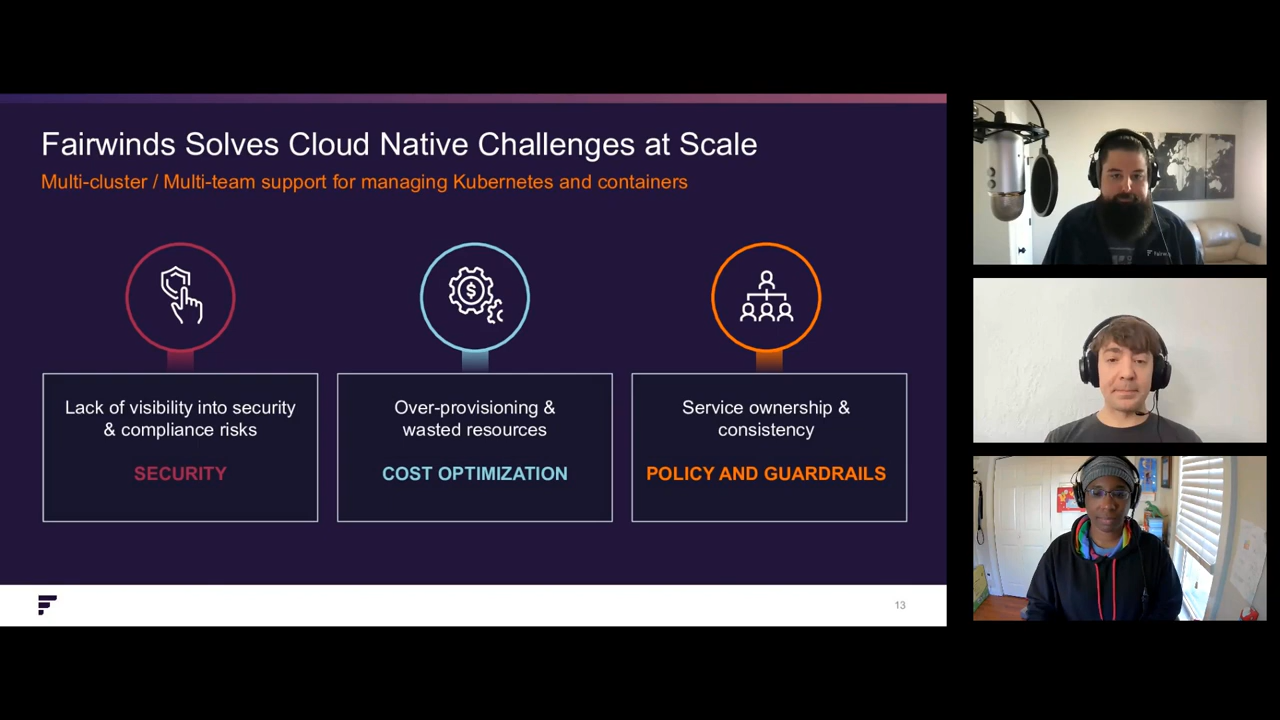 Fairwinds Solves Cloud Native Challenges at Scale
Multi-cluster / Multi-team support for managing Kubernetes and containers
Lack of visibility into security
& compliance risks
SECURITY
Over-provisioning &
wasted resources
COST OPTIMIZATION
Service ownership &
consistency
POLICY AND GUARDRAILS
13